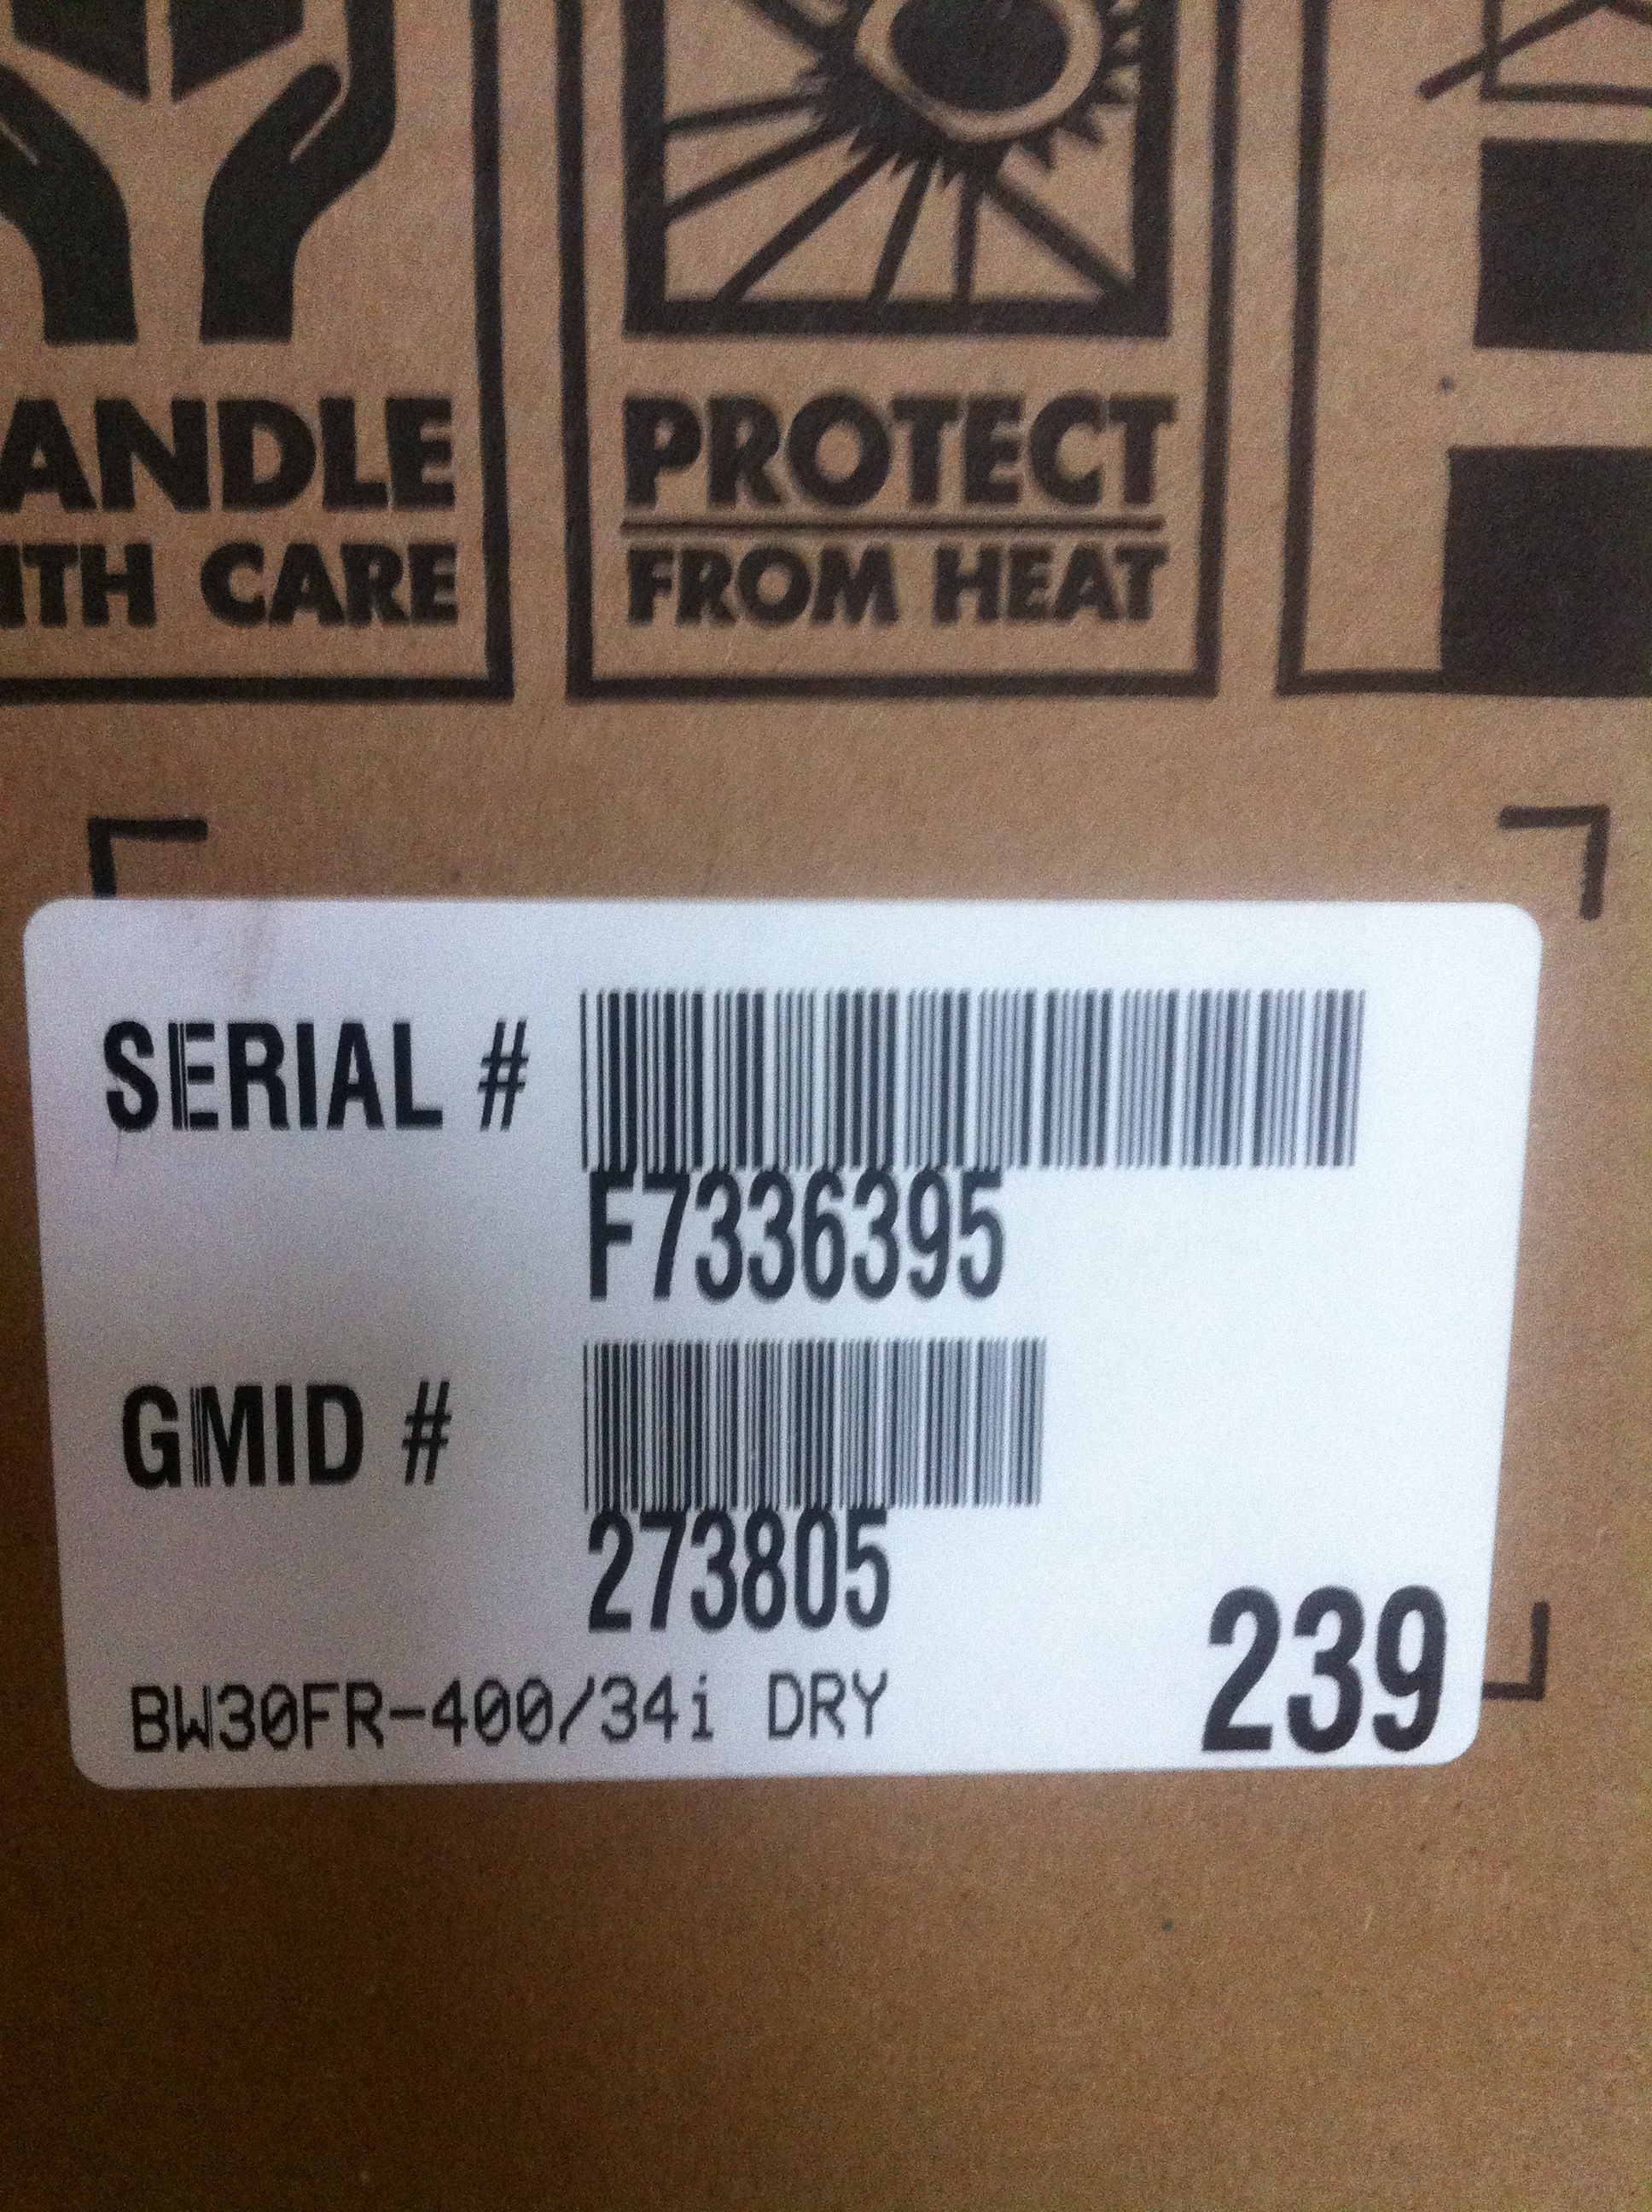 ANDLE
ITH CARE
PROTECT
FROM HEAT
SERIAL #
F7336395
GMID #
273805
BW30FR-400/34i DRY
239